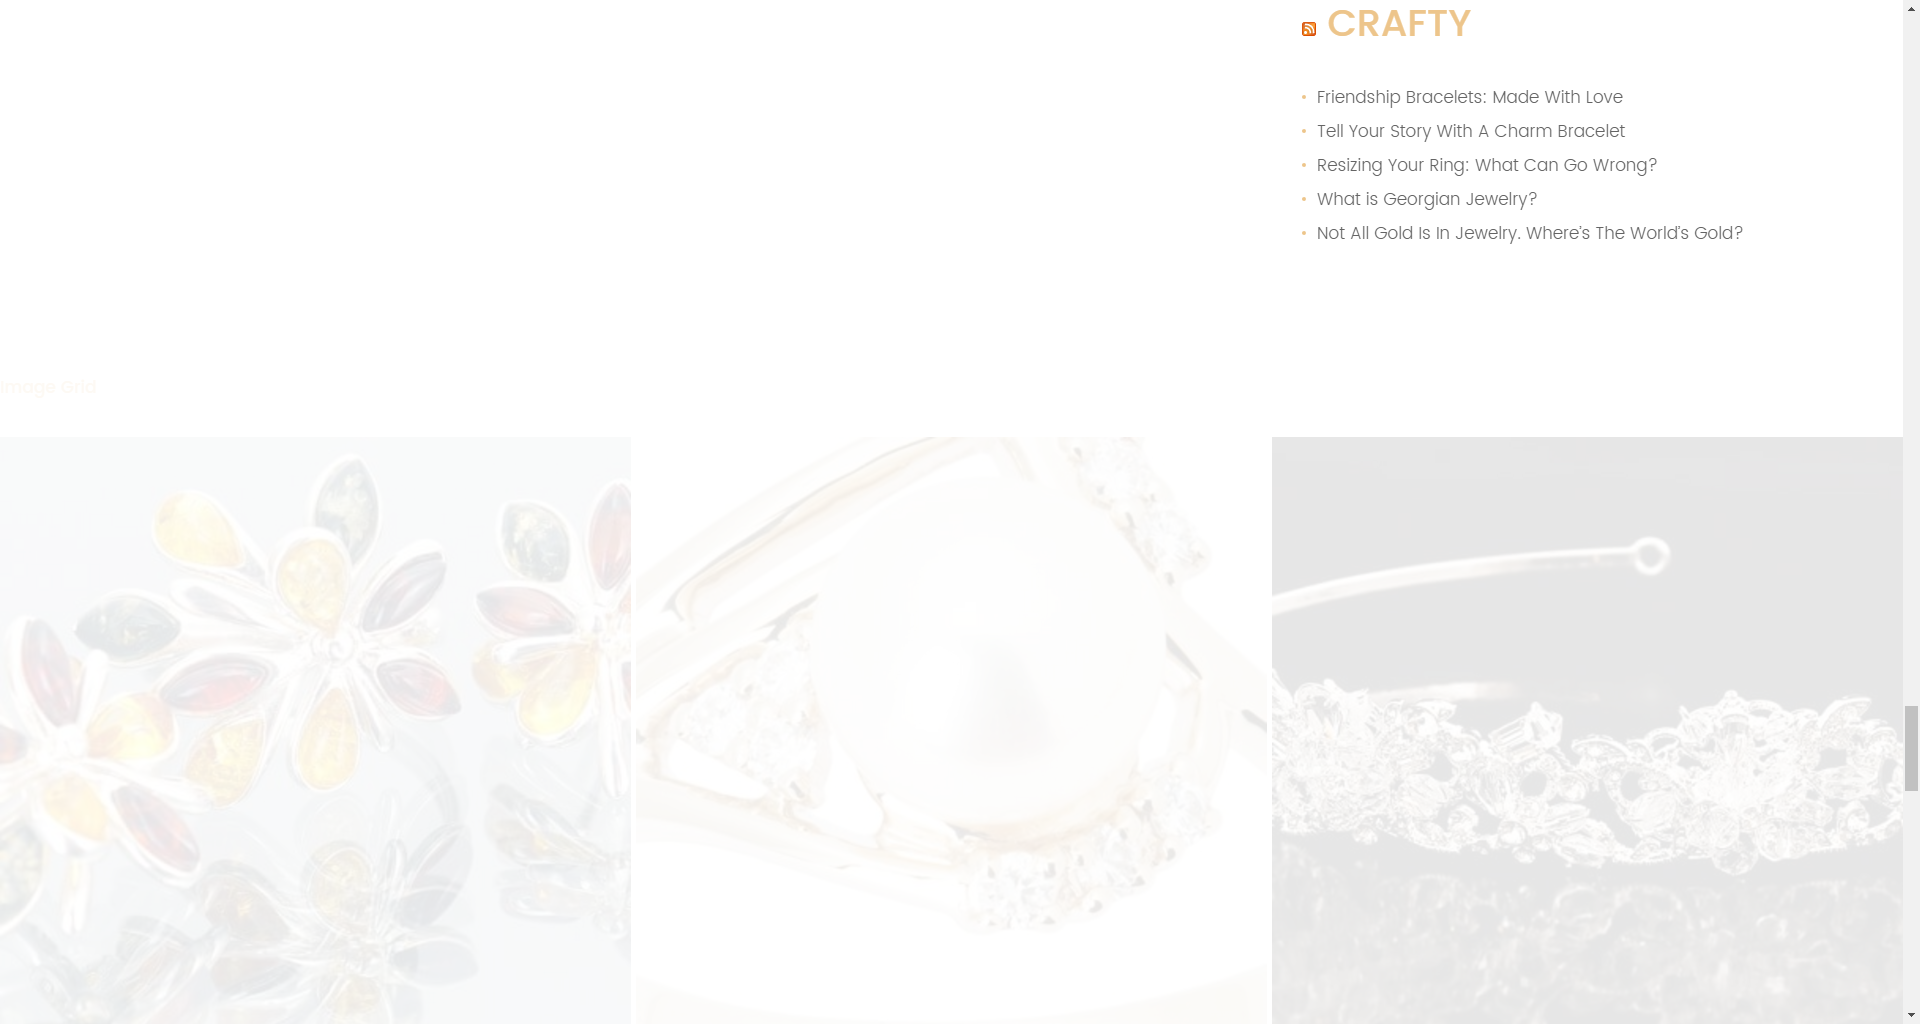 CRAFTY
Friendship Bracelets: Made With Love
Tell Your Story With A Charm Bracelet
Resizing Your Ring: What Can Go Wrong?
What is Georgian Jewelry?
Not All Gold Is In Jewelry. Where’s The World’s Gold?
Image Grid